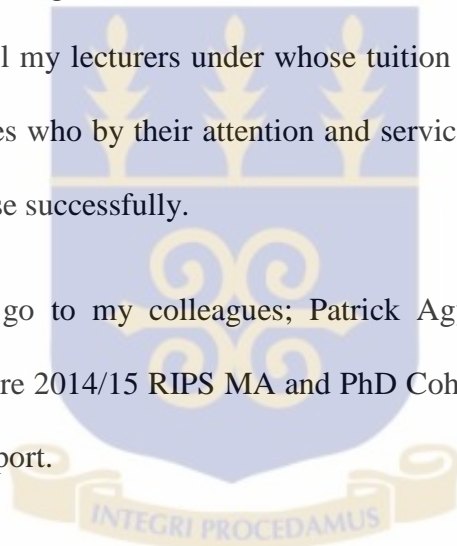 l my lecturers under whose tuition
es who by their attention and servic
se successfully.
go to my colleagues; Patrick Ag
re 2014/15 RIPS MA and PhD Coh
port.
INTEGRI PROCEDAMUS